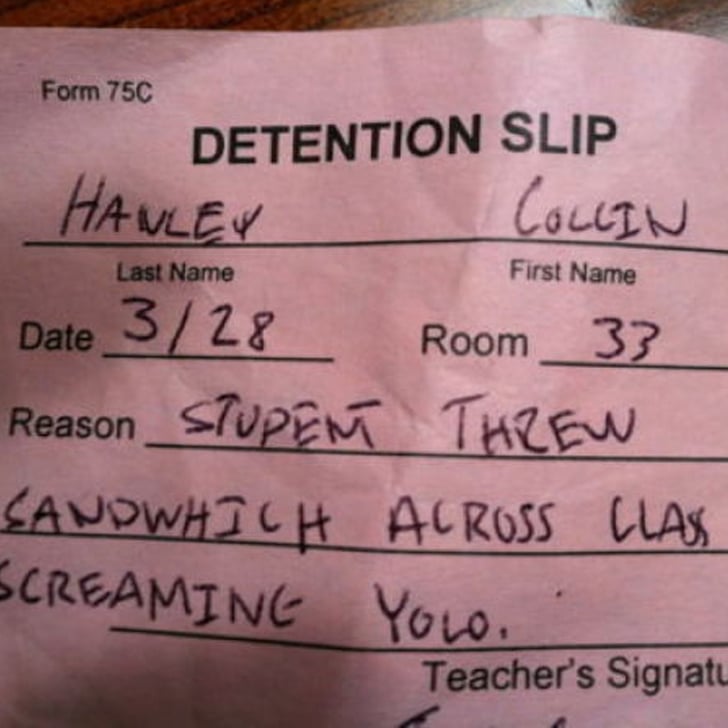 Form 75C
DETENTION SLIP
HANLEY COLLIN
Last Name First Name
Date 3/28 Room 33
Reason STUDENT THREW
SANDWHICH ACROSS CLASS
SCREAMING YOLO.
Teacher's Signatu